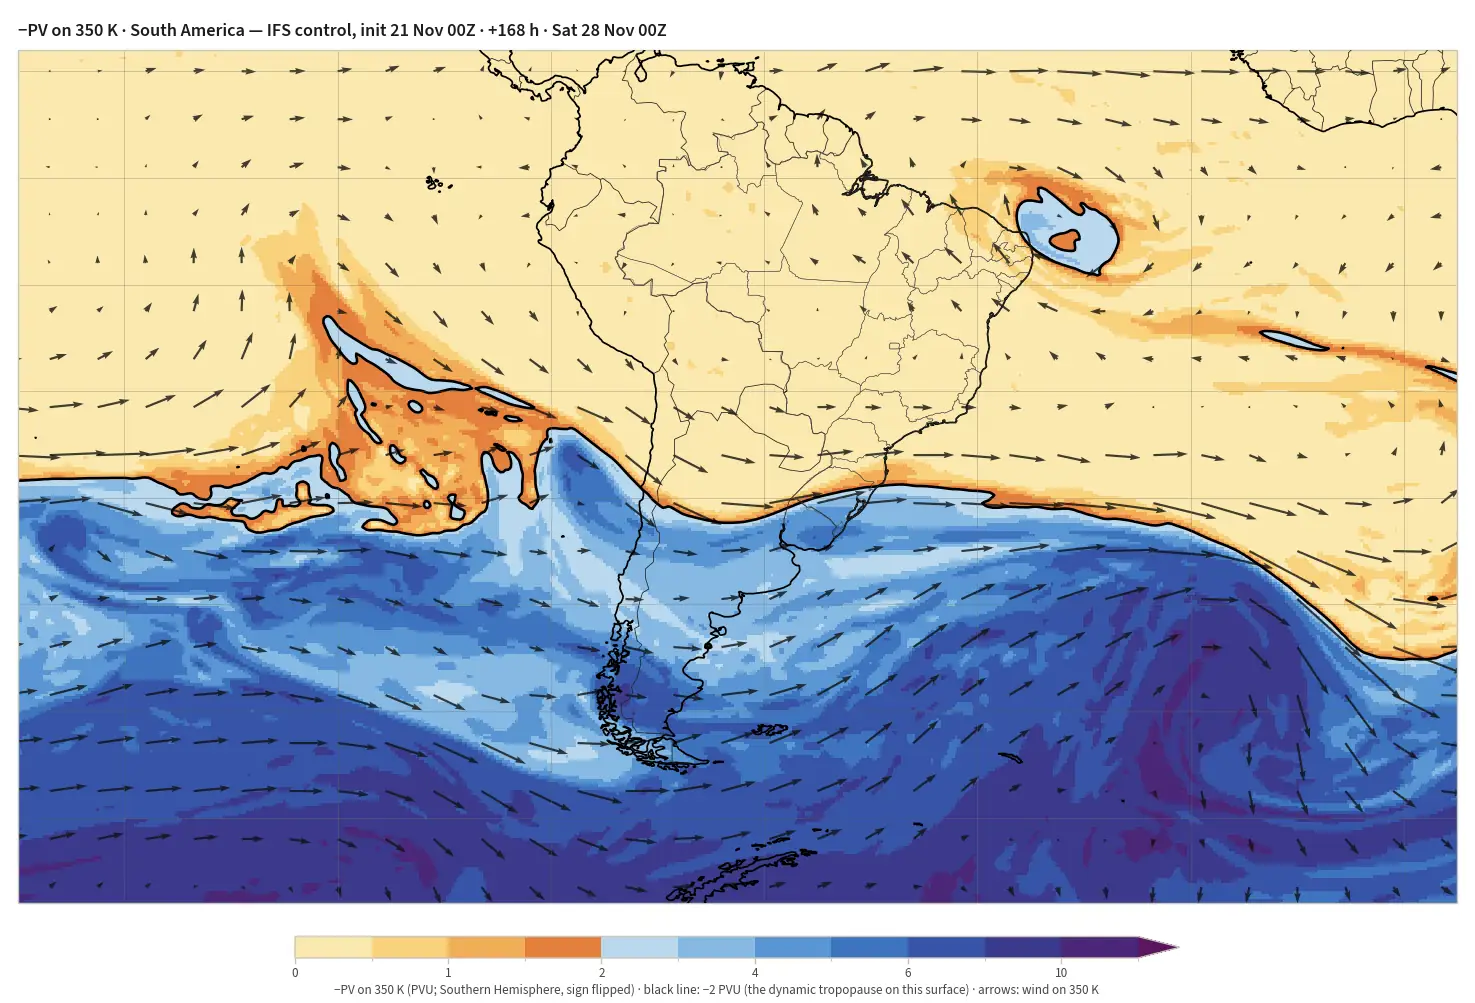 −PV on 350 K · South America — IFS control, init 21 Nov 00Z · +168 h · Sat 28 Nov 00Z
0 1 2 4 6 10
−PV on 350 K (PVU; Southern Hemisphere, sign flipped) · black line: −2 PVU (the dynamic tropopause on this surface) · arrows: wind on 350 K